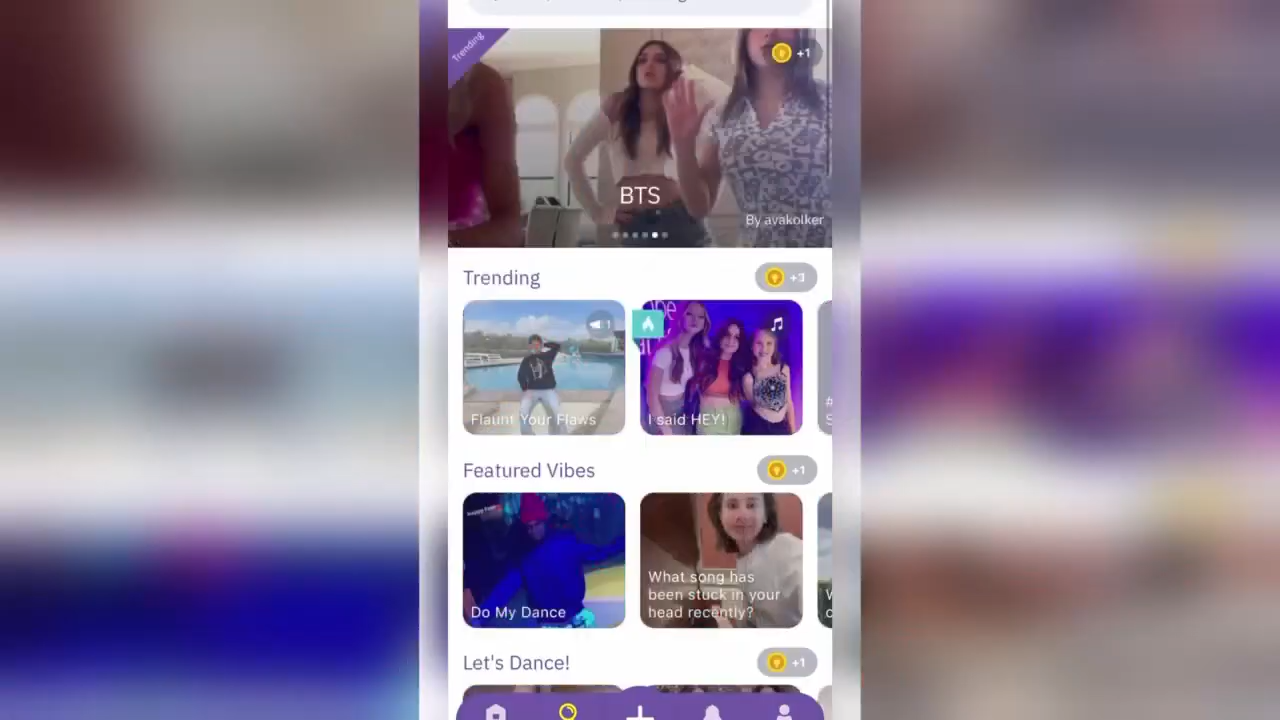 Trending
+1
BTS
By avakolker
Trending
+3
1
Flaunt Your Flaws
I said HEY!
Featured Vibes
+1
Do My Dance
What song has
been stuck in your
head recently?
Let's Dance!
+1